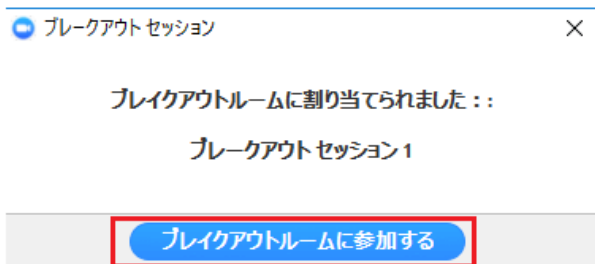 ブレークアウト セッション
ブレイクアウトルームに割り当てられました：:
ブレークアウト セッション 1
ブレイクアウトルームに参加する